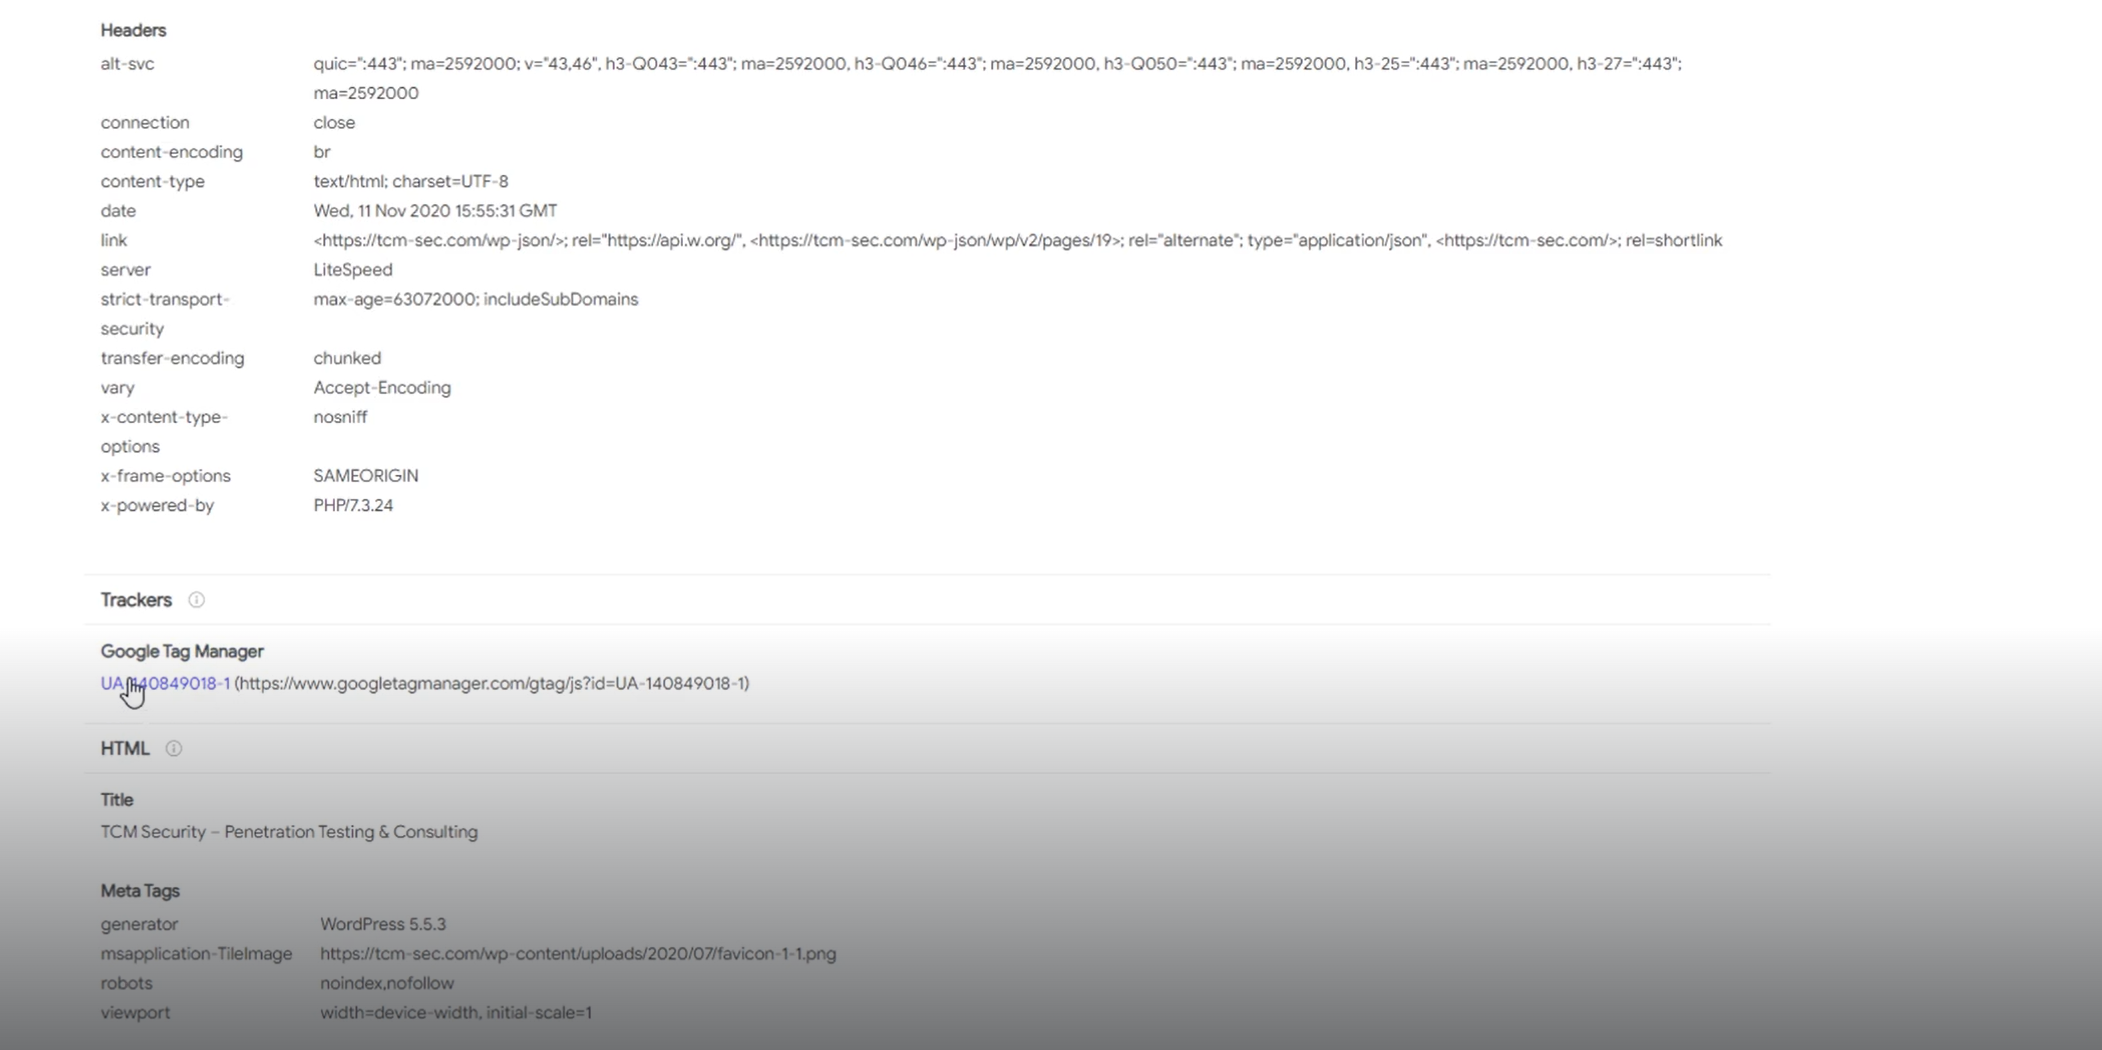 Headers
alt-svc quic=":443"; ma=2592000; v="43,46", h3-Q043=":443"; ma=2592000, h3-Q046=":443"; ma=2592000, h3-Q050=":443"; ma=2592000, h3-25=":443"; ma=2592000, h3-27=":443";
ma=2592000
connection close
content-encoding br
content-type text/html; charset=UTF-8
date Wed, 11 Nov 2020 15:55:31 GMT
link <https://tcm-sec.com/wp-json/>; rel="https://api.w.org/", <https://tcm-sec.com/wp-json/wp/v2/pages/19>; rel="alternate"; type="application/json", <https://tcm-sec.com/>; rel=shortlink
server LiteSpeed
strict-transport- max-age=63072000; includeSubDomains
security
transfer-encoding chunked
vary Accept-Encoding
x-content-type- nosniff
options
x-frame-options SAMEORIGIN
x-powered-by PHP/7.3.24
Trackers
Google Tag Manager
UA-140849018-1 (https://www.googletagmanager.com/gtag/js?id=UA-140849018-1)
HTML
Title
TCM Security – Penetration Testing & Consulting
Meta Tags
generator WordPress 5.5.3
msapplication-TileImage https://tcm-sec.com/wp-content/uploads/2020/07/favicon-1-1.png
robots noindex,nofollow
viewport width=device-width, initial-scale=1